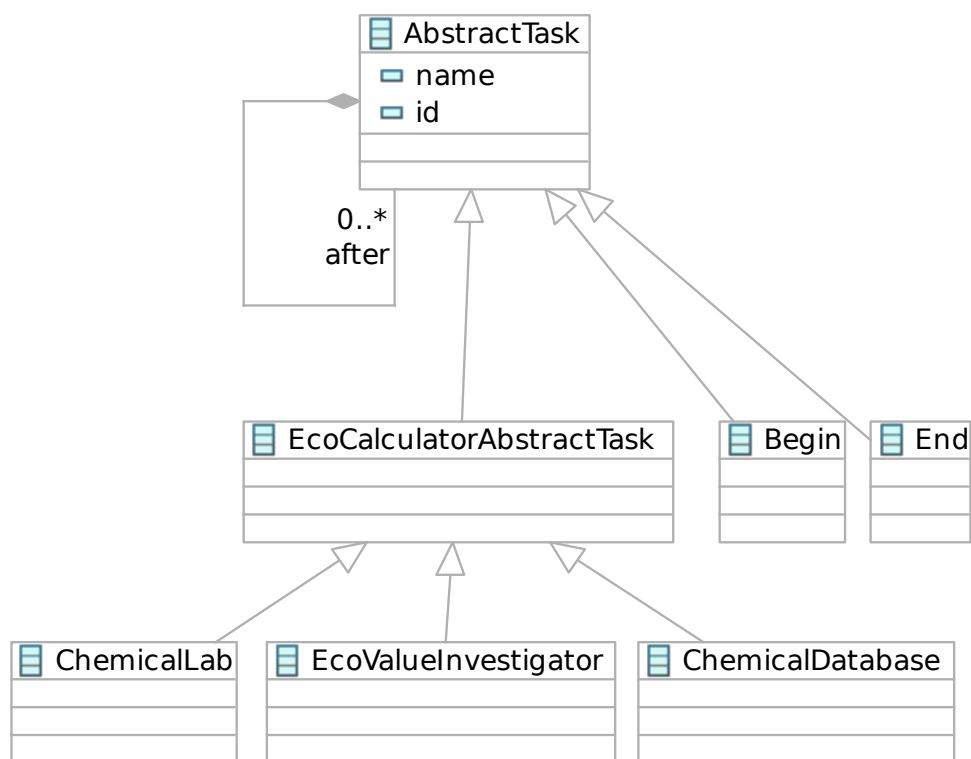 AbstractTask
name
id
0..*
after
EcoCalculatorAbstractTask
Begin
End
ChemicalLab
EcoValueInvestigator
ChemicalDatabase